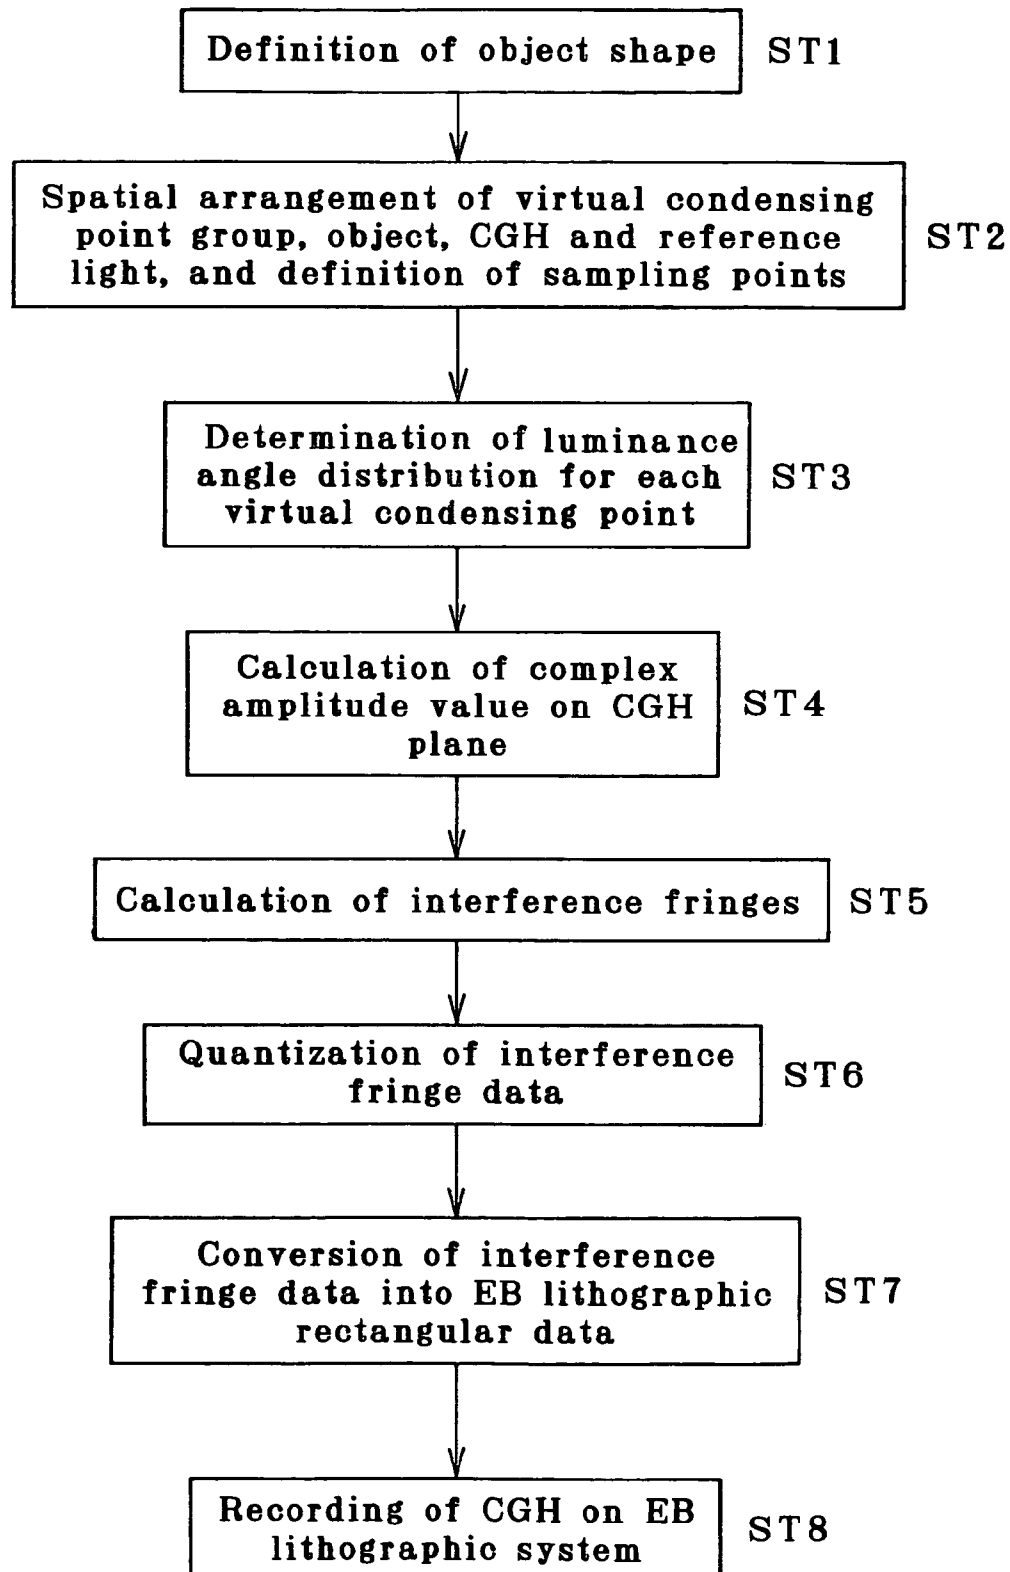 Definition of object shape
ST1
Spatial arrangement of virtual condensing
point group, object, CGH and reference
light, and definition of sampling points
ST2
Determination of luminance
angle distribution for each
virtual condensing point
ST3
Calculation of complex
amplitude value on CGH
plane
ST4
Calculation of interference fringes
ST5
Quantization of interference
fringe data
ST6
Conversion of interference
fringe data into EB lithographic
rectangular data
ST7
Recording of CGH on EB
lithographic system
ST8